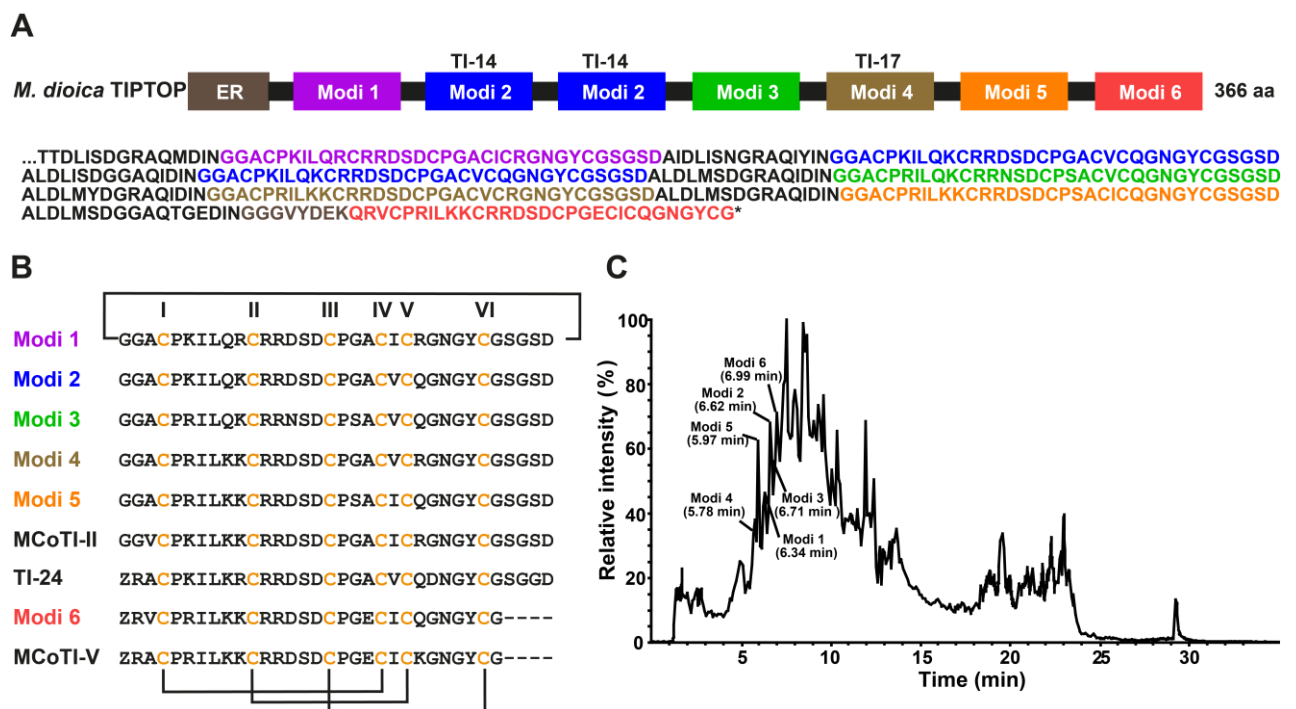 A
TI-14 TI-14 TI-17
M. dioica TIPTOP ER Modi 1 Modi 2 Modi 2 Modi 3 Modi 4 Modi 5 Modi 6 366 aa
...TTDLISDGRAQMDINGGACPKILQRCRRDSDCPGACICRGNGYCGSGSDAIDLISNGRAQIYINGGACPKILQKCRRDSDCPGACVCQGNGYCGSGSD
ALDLISDGGAQIDINGGACPKILQKCRRDSDCPGACVCQGNGYCGSGSDALDLMSDGRAQIDINGGACPRILQKCRRNSDCPSACVCQGNGYCGSGSD
ALDLMYDGRAQIDINGGACPRILKKCRRDSDCPGACVCRGNGYCGSGSDALDLMSDGRAQIDINGGACPRILKKCRRDSDCPSACICQGNGYCGSGSD
ALDLMSDGGAQTGEDINGGGVYDEKQRVCPRILKKCRRDSDCPGECICQGNGYCG*
B
I II III IV V VI
Modi 1 GGACPKILQRCRRDSDCPGACICRGNGYCGSGSD
Modi 2 GGACPKILQKCRRDSDCPGACVCQGNGYCGSGSD
Modi 3 GGACPRILQKCRRNSDCPSACVCQGNGYCGSGSD
Modi 4 GGACPRILKKCRRDSDCPGACVCRGNGYCGSGSD
Modi 5 GGACPRILKKCRRDSDCPSACICQGNGYCGSGSD
MCoTI-II GGVCPKILKKCRRDSDCPGACICRGNGYCGSGSD
TI-24 ZRACPKILKRCRRDSDCPGACVCQDNGYCGSGGD
Modi 6 ZRVCPRILKKCRRDSDCPGECICQGNGYCG----
MCoTI-V ZRACPRILKKCRRDSDCPGECICKGNGYCG----
C
Relative intensity (%)
100
80
60
40
20
0
Modi 6
(6.99 min)
Modi 2
(6.62 min)
Modi 5
(5.97 min)
Modi 4
(5.78 min)
Modi 3
(6.71 min)
Modi 1
(6.34 min)
5 10 15 20 25 30
Time (min)